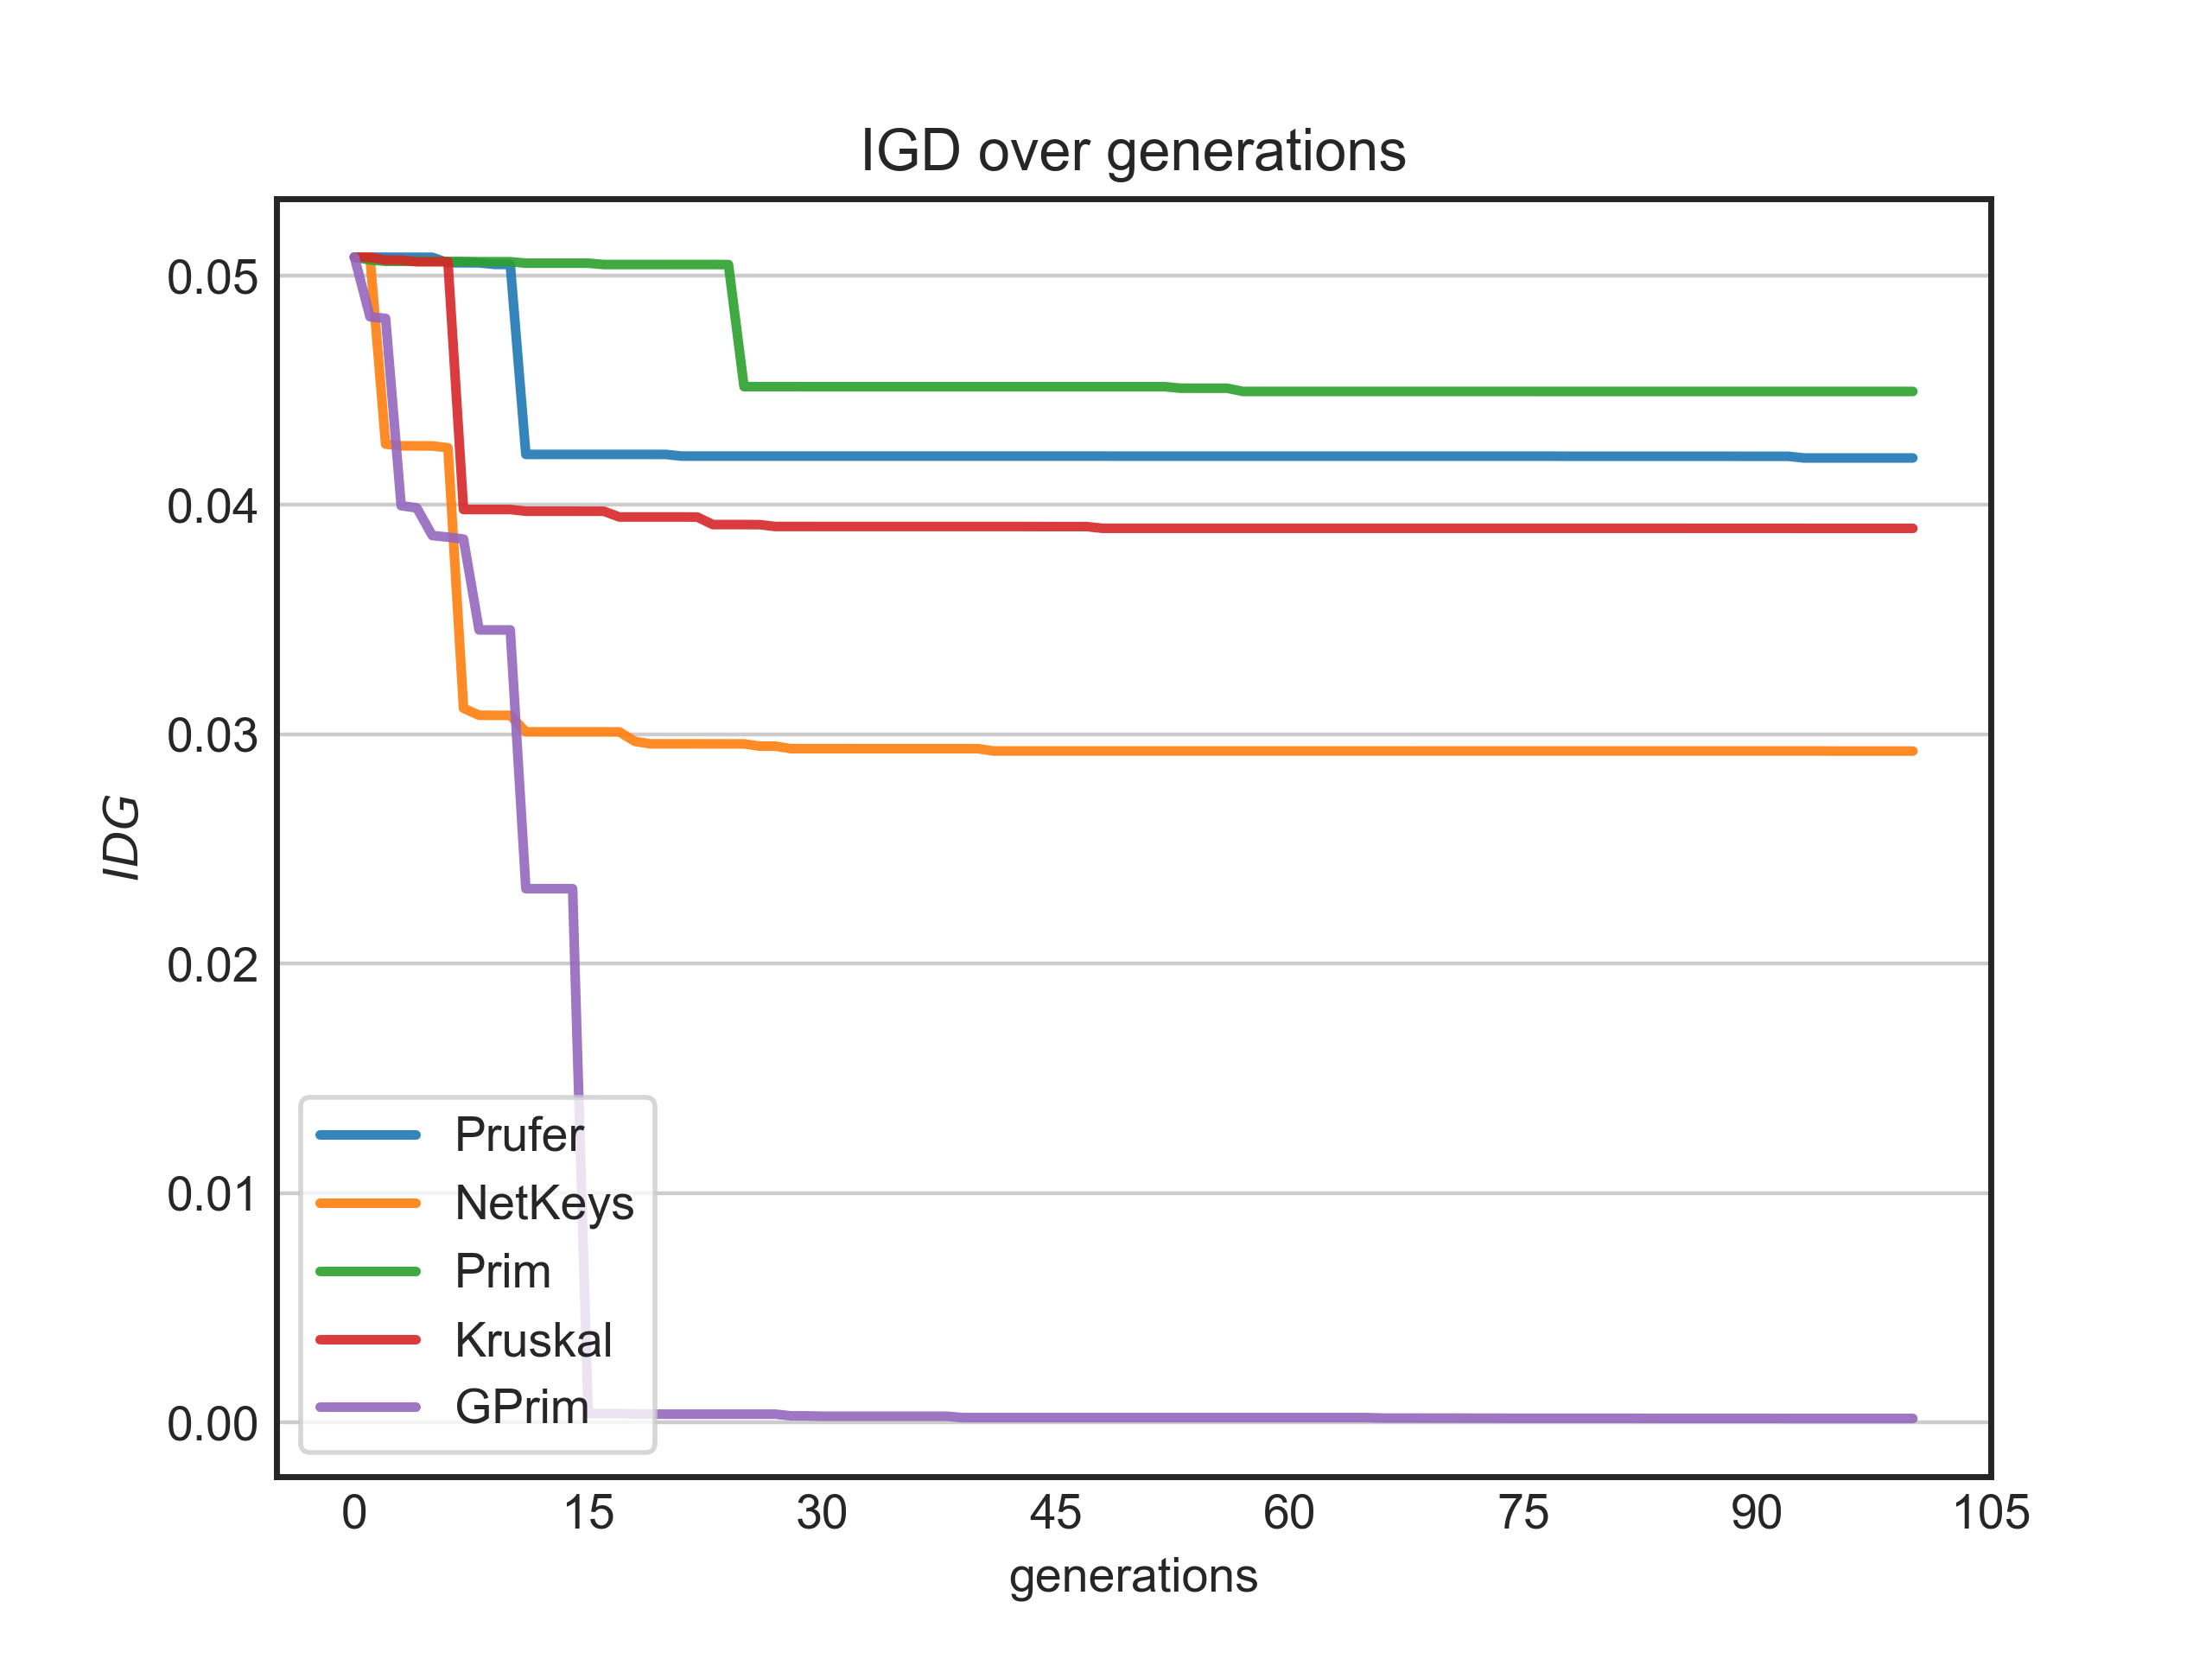 IGD over generations
0.05
0.04
0.03
0.02
0.01
0.00
IDG
Prufer
NetKeys
Prim
Kruskal
GPrim
0 15 30 45 60 75 90 105
generations